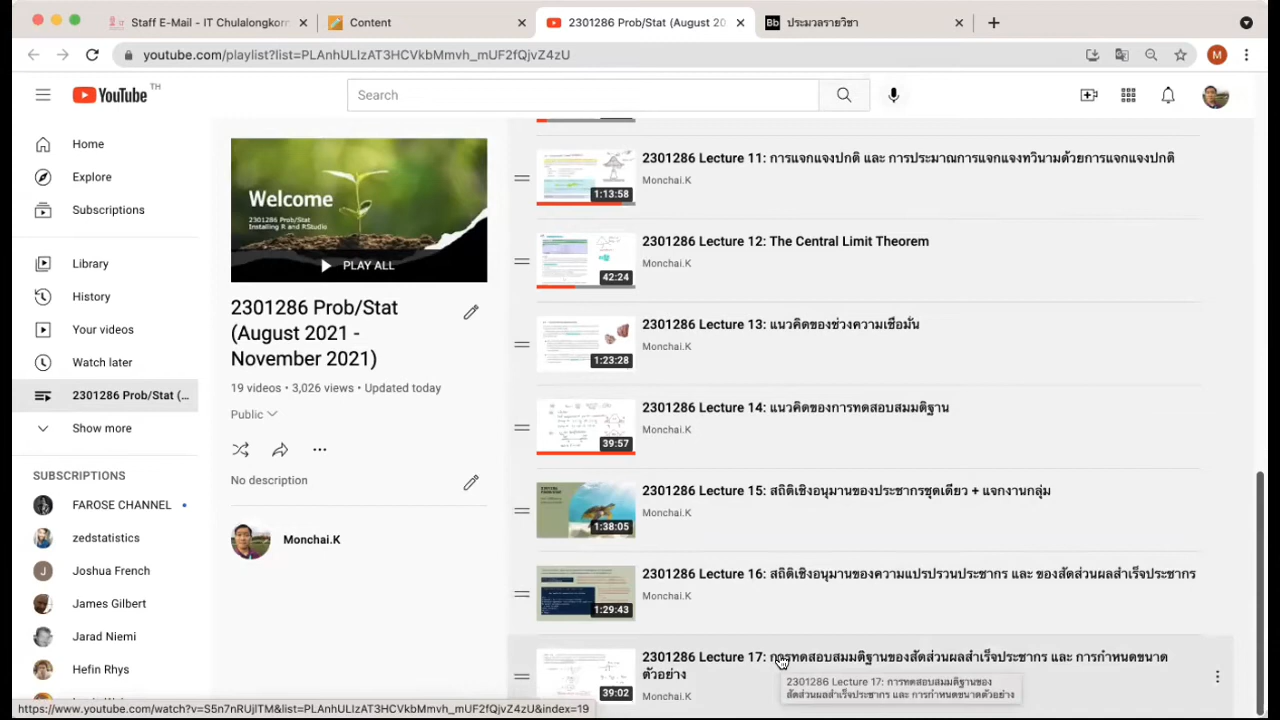 Staff E-Mail - IT Chulalongkorn
Content
2301286 Prob/Stat (August 20
Bb ประมวลรายวิชา
youtube.com/playlist?list=PLAnhULIzAT3HCVkbMmvh_mUF2fQjvZ4zU
M
YouTube TH
Search
Home
Explore
Subscriptions
Library
History
Your videos
Watch later
2301286 Prob/Stat (...
Show more
SUBSCRIPTIONS
FAROSE CHANNEL
zedstatistics
J
Joshua French
James Gilbert
Jarad Niemi
Hefin Rhys
Welcome
2301286 Prob/Stat
Installing R and RStudio
PLAY ALL
2301286 Prob/Stat
(August 2021 -
November 2021)
19 videos • 3,026 views • Updated today
Public
No description
Monchai.K
2301286 Lecture 11: การแจกแจงปกติ และ การประมาณการแจกแจงทวินามด้วยการแจกแจงปกติ
Monchai.K
1:13:58
2301286 Lecture 12: The Central Limit Theorem
Monchai.K
42:24
2301286 Lecture 13: แนวคิดของช่วงความเชื่อมั่น
Monchai.K
1:23:28
2301286 Lecture 14: แนวคิดของการทดสอบสมมติฐาน
Monchai.K
39:57
2301286 Lecture 15: สถิติเชิงอนุมานของประชากรชุดเดียว + แจกงานกลุ่ม
Monchai.K
1:38:05
2301286 Lecture 16: สถิติเชิงอนุมานของความแปรปรวนประชากร และ ของสัดส่วนผลสำเร็จประชากร
Monchai.K
1:29:43
2301286 Lecture 17: การทดสอบสมมติฐานของสัดส่วนผลสำเร็จประชากร และ การกำหนดขนาด
ตัวอย่าง
Monchai.K
39:02
2301286 Lecture 17: การทดสอบสมมติฐานของ
สัดส่วนผลสำเร็จประชากร และ การกำหนดขนาดตัวอย่าง
https://www.youtube.com/watch?v=S5n7nRUjlTM&list=PLAnhULIzAT3HCVkbMmvh_mUF2fQjvZ4zU&index=19